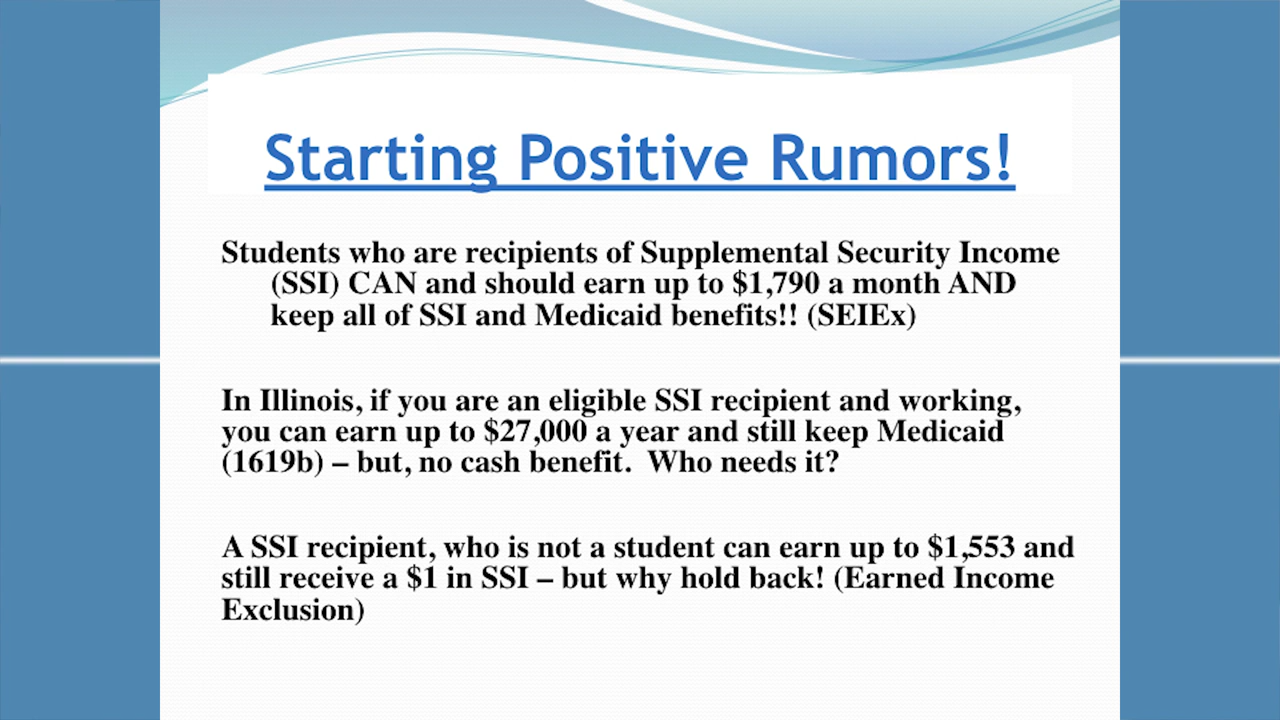 Starting Positive Rumors!
Students who are recipients of Supplemental Security Income
(SSI) CAN and should earn up to $1,790 a month AND
keep all of SSI and Medicaid benefits!! (SEIEx)
In Illinois, if you are an eligible SSI recipient and working,
you can earn up to $27,000 a year and still keep Medicaid
(1619b) – but, no cash benefit.  Who needs it?
A SSI recipient, who is not a student can earn up to $1,553 and
still receive a $1 in SSI – but why hold back! (Earned Income
Exclusion)